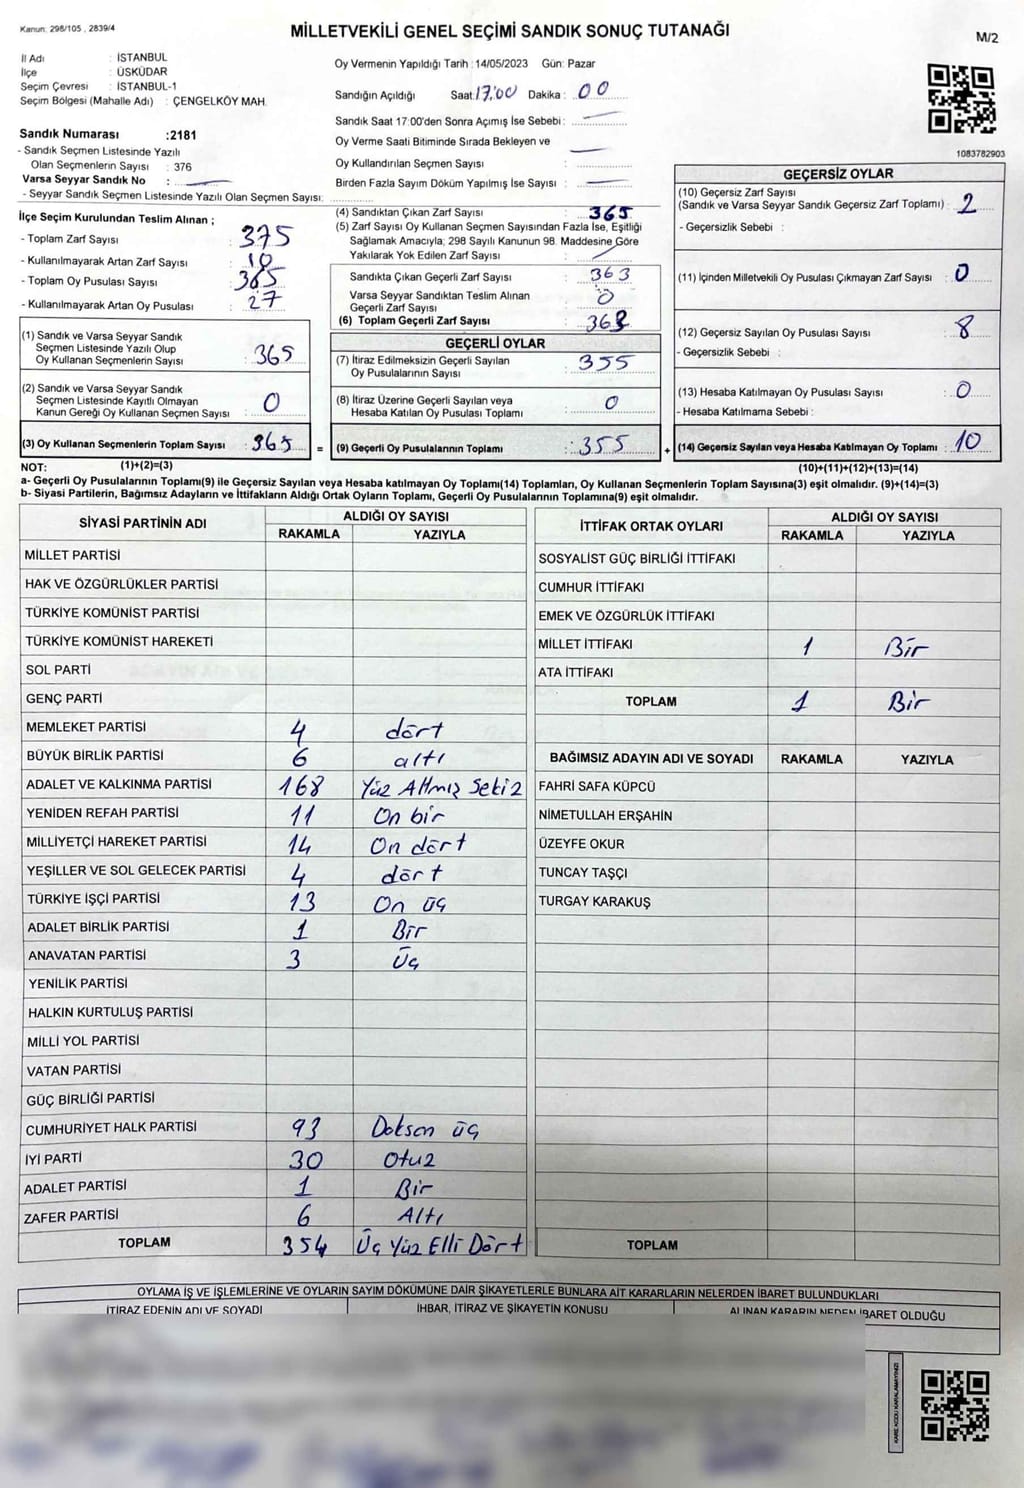 Kanun: 298/105 , 2839/4
MİLLETVEKİLİ GENEL SEÇİMİ SANDIK SONUÇ TUTANAĞI
M/2
İl Adı : İSTANBUL
İlçe : ÜSKÜDAR
Seçim Çevresi : İSTANBUL-1
Seçim Bölgesi (Mahalle Adı) : ÇENGELKÖY MAH.
Sandık Numarası :2181
- Sandık Seçmen Listesinde Yazılı
Olan Seçmenlerin Sayısı : 376
Varsa Seyyar Sandık No :
- Seyyar Sandık Seçmen Listesinde Yazılı Olan Seçmen Sayısı:
İlçe Seçim Kurulundan Teslim Alınan ;
- Toplam Zarf Sayısı : 375
- Kullanılmayarak Artan Zarf Sayısı : 10
- Toplam Oy Pusulası Sayısı : 385
- Kullanılmayarak Artan Oy Pusulası : 27
(1) Sandık ve Varsa Seyyar Sandık
Seçmen Listesinde Yazılı Olup
Oy Kullanan Seçmenlerin Sayısı : 365
(2) Sandık ve Varsa Seyyar Sandık
Seçmen Listesinde Kayıtlı Olmayan
Kanun Gereği Oy Kullanan Seçmen Sayısı : 0
(3) Oy Kullanan Seçmenlerin Toplam Sayısı : 365 =
Oy Vermenin Yapıldığı Tarih :14/05/2023 Gün: Pazar
Sandığın Açıldığı Saat:17:00 Dakika : 00
Sandık Saat 17:00'den Sonra Açımış İse Sebebi :
Oy Verme Saati Bitiminde Sırada Bekleyen ve
Oy Kullandırılan Seçmen Sayısı :
Birden Fazla Sayım Döküm Yapılmış İse Sayısı :
(4) Sandıktan Çıkan Zarf Sayısı : 365
(5) Zarf Sayısı Oy Kullanan Seçmen Sayısından Fazla İse, Eşitliği
Sağlamak Amacıyla; 298 Sayılı Kanunun 98. Maddesine Göre
Yakılarak Yok Edilen Zarf Sayısı :
Sandıkta Çıkan Geçerli Zarf Sayısı : 363
Varsa Seyyar Sandıktan Teslim Alınan
Geçerli Zarf Sayısı : 0
(6) Toplam Geçerli Zarf Sayısı : 363
GEÇERLİ OYLAR
(7) İtiraz Edilmeksizin Geçerli Sayılan
Oy Pusulalarının Sayısı : 355
(8) İtiraz Üzerine Geçerli Sayılan veya
Hesaba Katılan Oy Pusulası Toplamı : 0
(9) Geçerli Oy Pusulalarının Toplamı : 355 +
1083782903
GEÇERSİZ OYLAR
(10) Geçersiz Zarf Sayısı
(Sandık ve Varsa Seyyar Sandık Geçersiz Zarf Toplamı) : 2
- Geçersizlik Sebebi :
(11) İçinden Milletvekili Oy Pusulası Çıkmayan Zarf Sayısı : 0
(12) Geçersiz Sayılan Oy Pusulası Sayısı : 8
- Geçersizlik Sebebi :
(13) Hesaba Katılmayan Oy Pusulası Sayısı : 0
- Hesaba Katılmama Sebebi :
(14) Geçersiz Sayılan veya Hesaba Katılmayan Oy Toplamı : 10
NOT: (1)+(2)=(3) (10)+(11)+(12)+(13)=(14)
a- Geçerli Oy Pusulalarının Toplamı(9) ile Geçersiz Sayılan veya Hesaba katılmayan Oy Toplamı(14) Toplamları, Oy Kullanan Seçmenlerin Toplam Sayısına(3) eşit olmalıdır. (9)+(14)=(3)
b- Siyasi Partilerin, Bağımsız Adayların ve İttifakların Aldığı Ortak Oyların Toplamı, Geçerli Oy Pusulalarının Toplamına(9) eşit olmalıdır.
SİYASİ PARTİNİN ADI ALDIĞI OY SAYISI
RAKAMLA YAZIYLA
MİLLET PARTİSİ
HAK VE ÖZGÜRLÜKLER PARTİSİ
TÜRKİYE KOMÜNİST PARTİSİ
TÜRKİYE KOMÜNİST HAREKETİ
SOL PARTİ
GENÇ PARTİ
MEMLEKET PARTİSİ 4 dört
BÜYÜK BİRLİK PARTİSİ 6 altı
ADALET VE KALKINMA PARTİSİ 168 Yüz Altmış Sekiz
YENİDEN REFAH PARTİSİ 11 On bir
MİLLİYETÇİ HAREKET PARTİSİ 14 On dört
YEŞİLLER VE SOL GELECEK PARTİSİ 4 dört
TÜRKİYE İŞÇİ PARTİSİ 13 On üç
ADALET BİRLİK PARTİSİ 1 Bir
ANAVATAN PARTİSİ 3 Üç
YENİLİK PARTİSİ
HALKIN KURTULUŞ PARTİSİ
MİLLİ YOL PARTİSİ
VATAN PARTİSİ
GÜÇ BİRLİĞİ PARTİSİ
CUMHURİYET HALK PARTİSİ 93 Doksan üç
İYİ PARTİ 30 Otuz
ADALET PARTİSİ 1 Bir
ZAFER PARTİSİ 6 Altı
TOPLAM 354 Üç Yüz Elli Dört
İTTİFAK ORTAK OYLARI ALDIĞI OY SAYISI
RAKAMLA YAZIYLA
SOSYALİST GÜÇ BİRLİĞİ İTTİFAKI
CUMHUR İTTİFAKI
EMEK VE ÖZGÜRLÜK İTTİFAKI
MİLLET İTTİFAKI 1 Bir
ATA İTTİFAKI
TOPLAM 1 Bir
BAĞIMSIZ ADAYIN ADI VE SOYADI RAKAMLA YAZIYLA
FAHRİ SAFA KÜPCÜ
NİMETULLAH ERŞAHİN
ÜZEYFE OKUR
TUNCAY TAŞÇI
TURGAY KARAKUŞ
TOPLAM
OYLAMA İŞ VE İŞLEMLERİNE VE OYLARIN SAYIM DÖKÜMÜNE DAİR ŞİKAYETLERLE BUNLARA AİT KARARLARIN NELERDEN İBARET BULUNDUKLARI
İTİRAZ EDENİN ADI VE SOYADI İHBAR, İTİRAZ VE ŞİKAYETİN KONUSU ALINAN KARARIN NEDEN İBARET OLDUĞU
KARE KODU KARALAMAYINIZ!